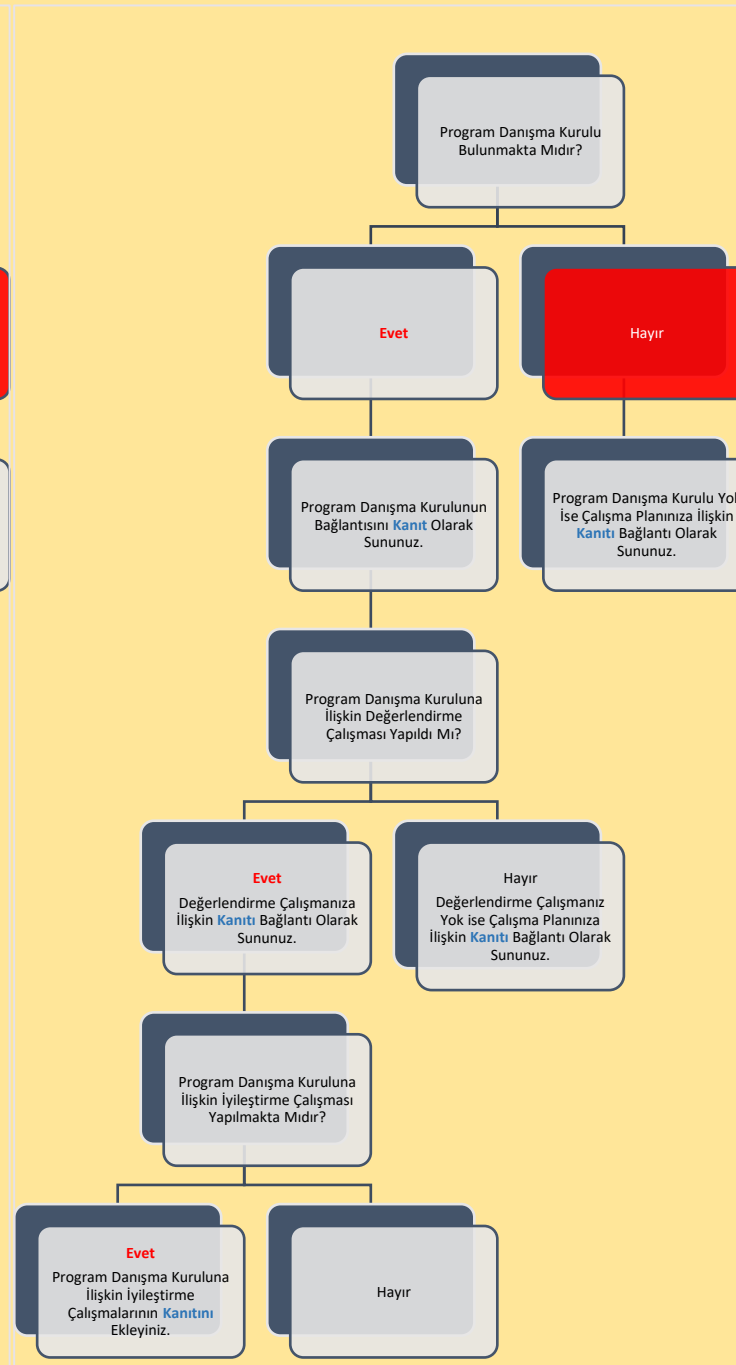 Program Danışma Kurulu
Bulunmakta Mıdır?
Evet
Hayır
Program Danışma Kurulunun
Bağlantısını Kanıt Olarak
Sununuz.
Program Danışma Kurulu Yok
İse Çalışma Planınıza İlişkin
Kanıtı Bağlantı Olarak
Sununuz.
Program Danışma Kuruluna
İlişkin Değerlendirme
Çalışması Yapıldı Mı?
Evet
Değerlendirme Çalışmanıza
İlişkin Kanıtı Bağlantı Olarak
Sununuz.
Hayır
Değerlendirme Çalışmanız
Yok ise Çalışma Planınıza
İlişkin Kanıtı Bağlantı Olarak
Sununuz.
Program Danışma Kuruluna
İlişkin İyileştirme Çalışması
Yapılmakta Mıdır?
Evet
Program Danışma Kuruluna
İlişkin İyileştirme
Çalışmalarının Kanıtını
Ekleyiniz.
Hayır